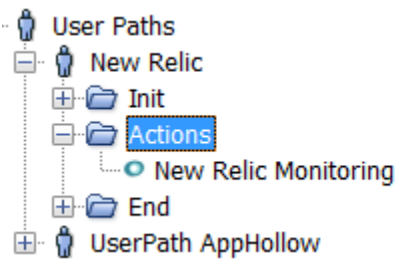 User Paths
New Relic
Init
Actions
New Relic Monitoring
End
UserPath AppHollow